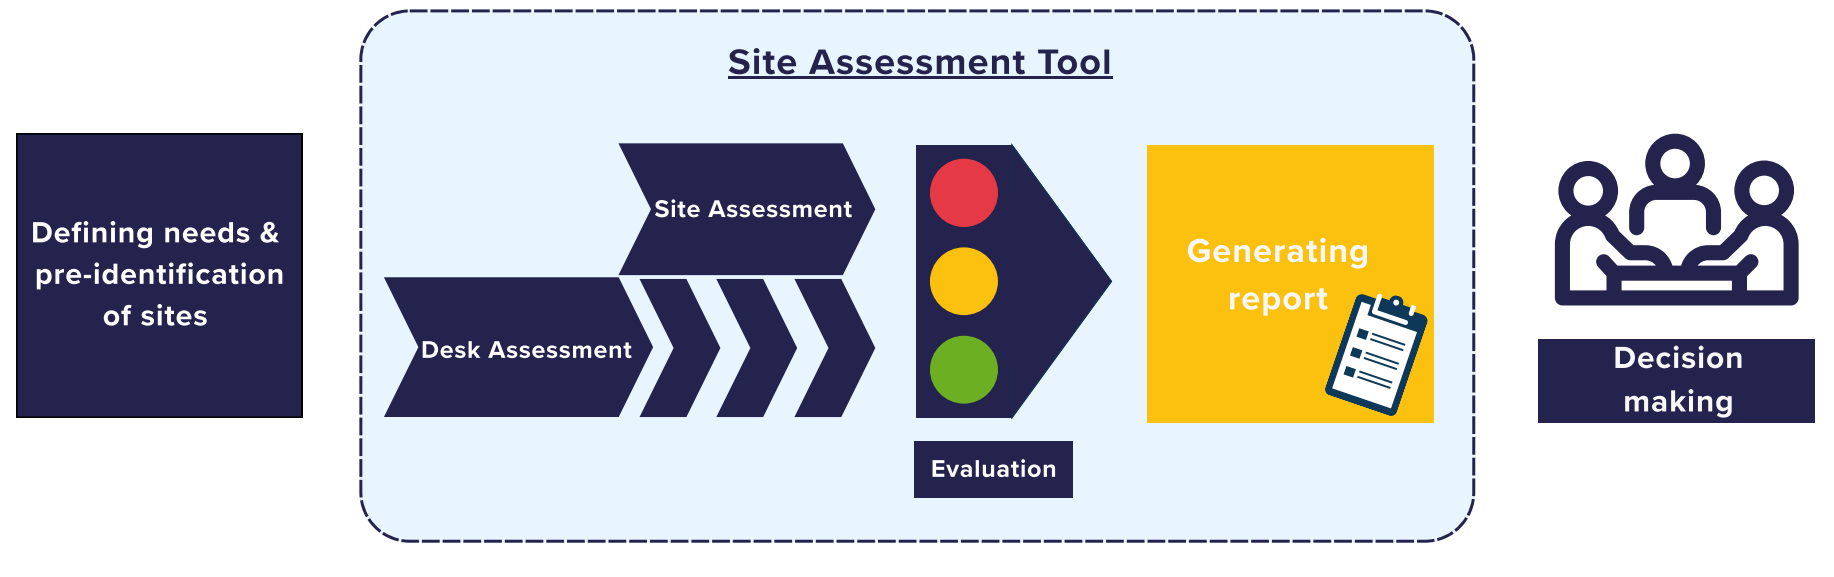 Site Assessment Tool
Defining needs &
pre-identification
of sites
Site Assessment
Desk Assessment
Evaluation
Generating
report
Decision
making